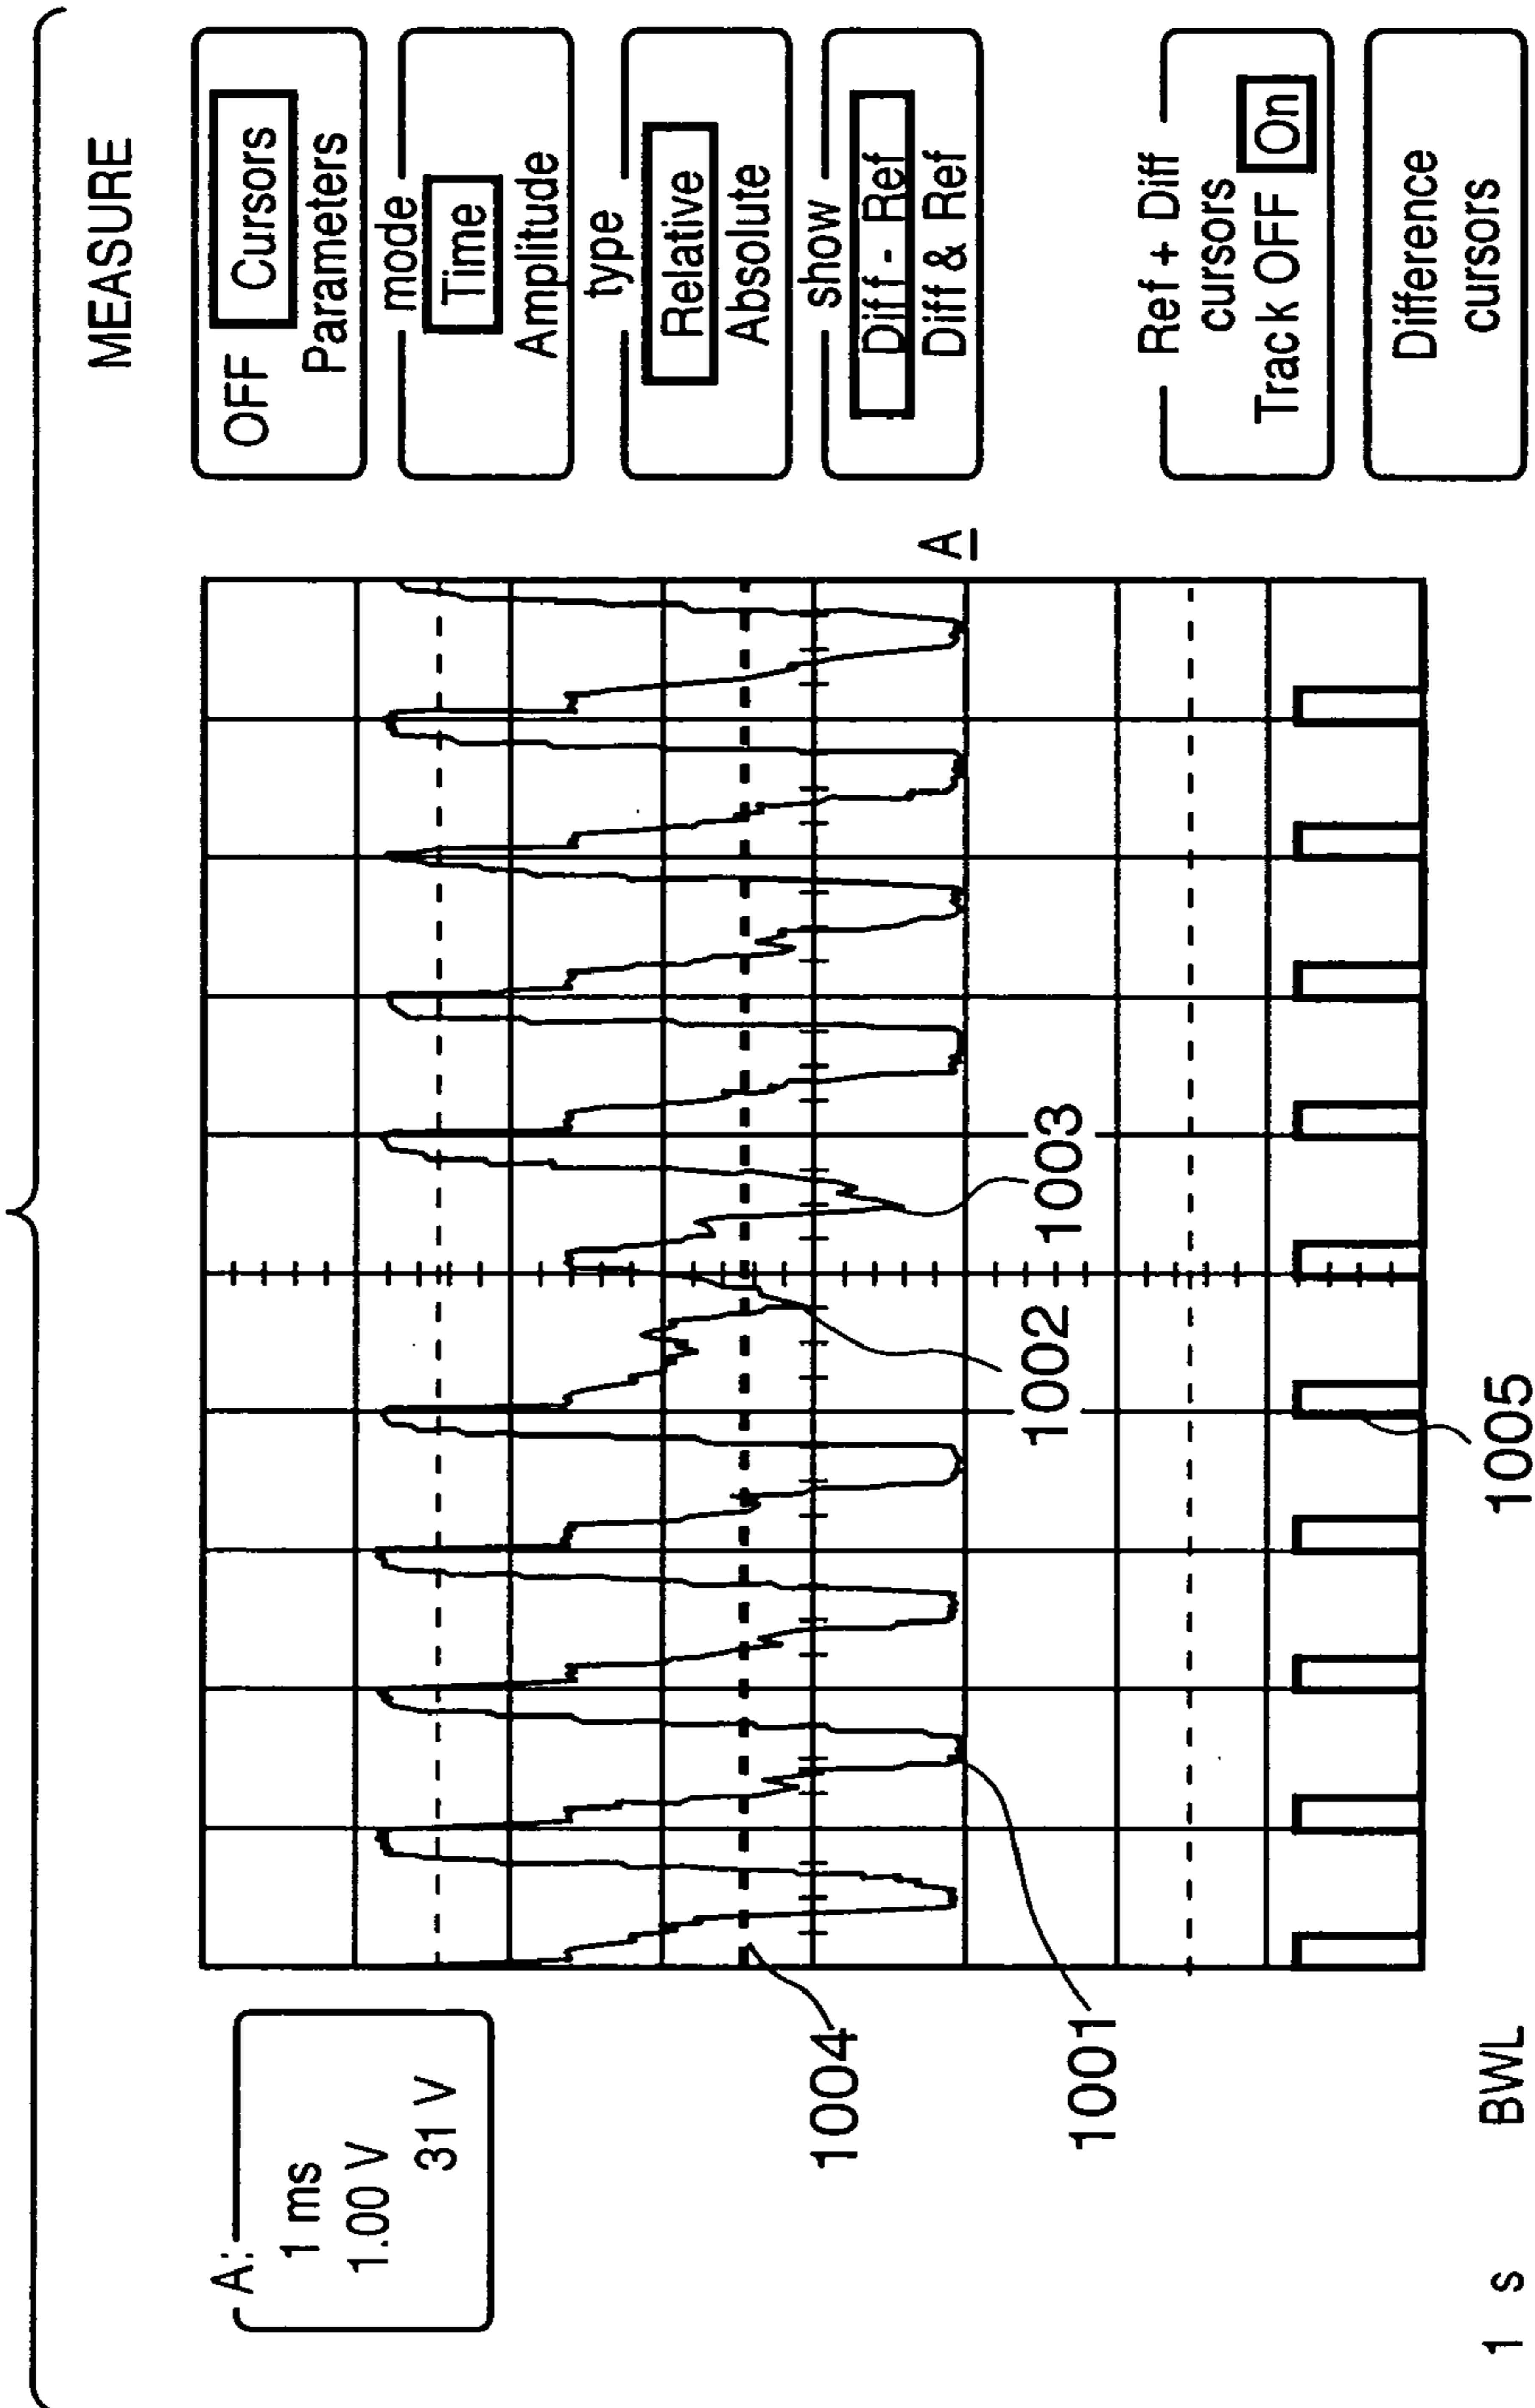 MEASURE
A:
1 ms
1.00 V
31 V
OFF Cursors
Parameters
mode
Time
Amplitude
type
Relative
Absolute
show
Diff - Ref
Diff & Ref
Ref + Diff
cursors
Track OFF On
Difference
cursors
A
1004
1001
1002
1003
1005
1 s BWL